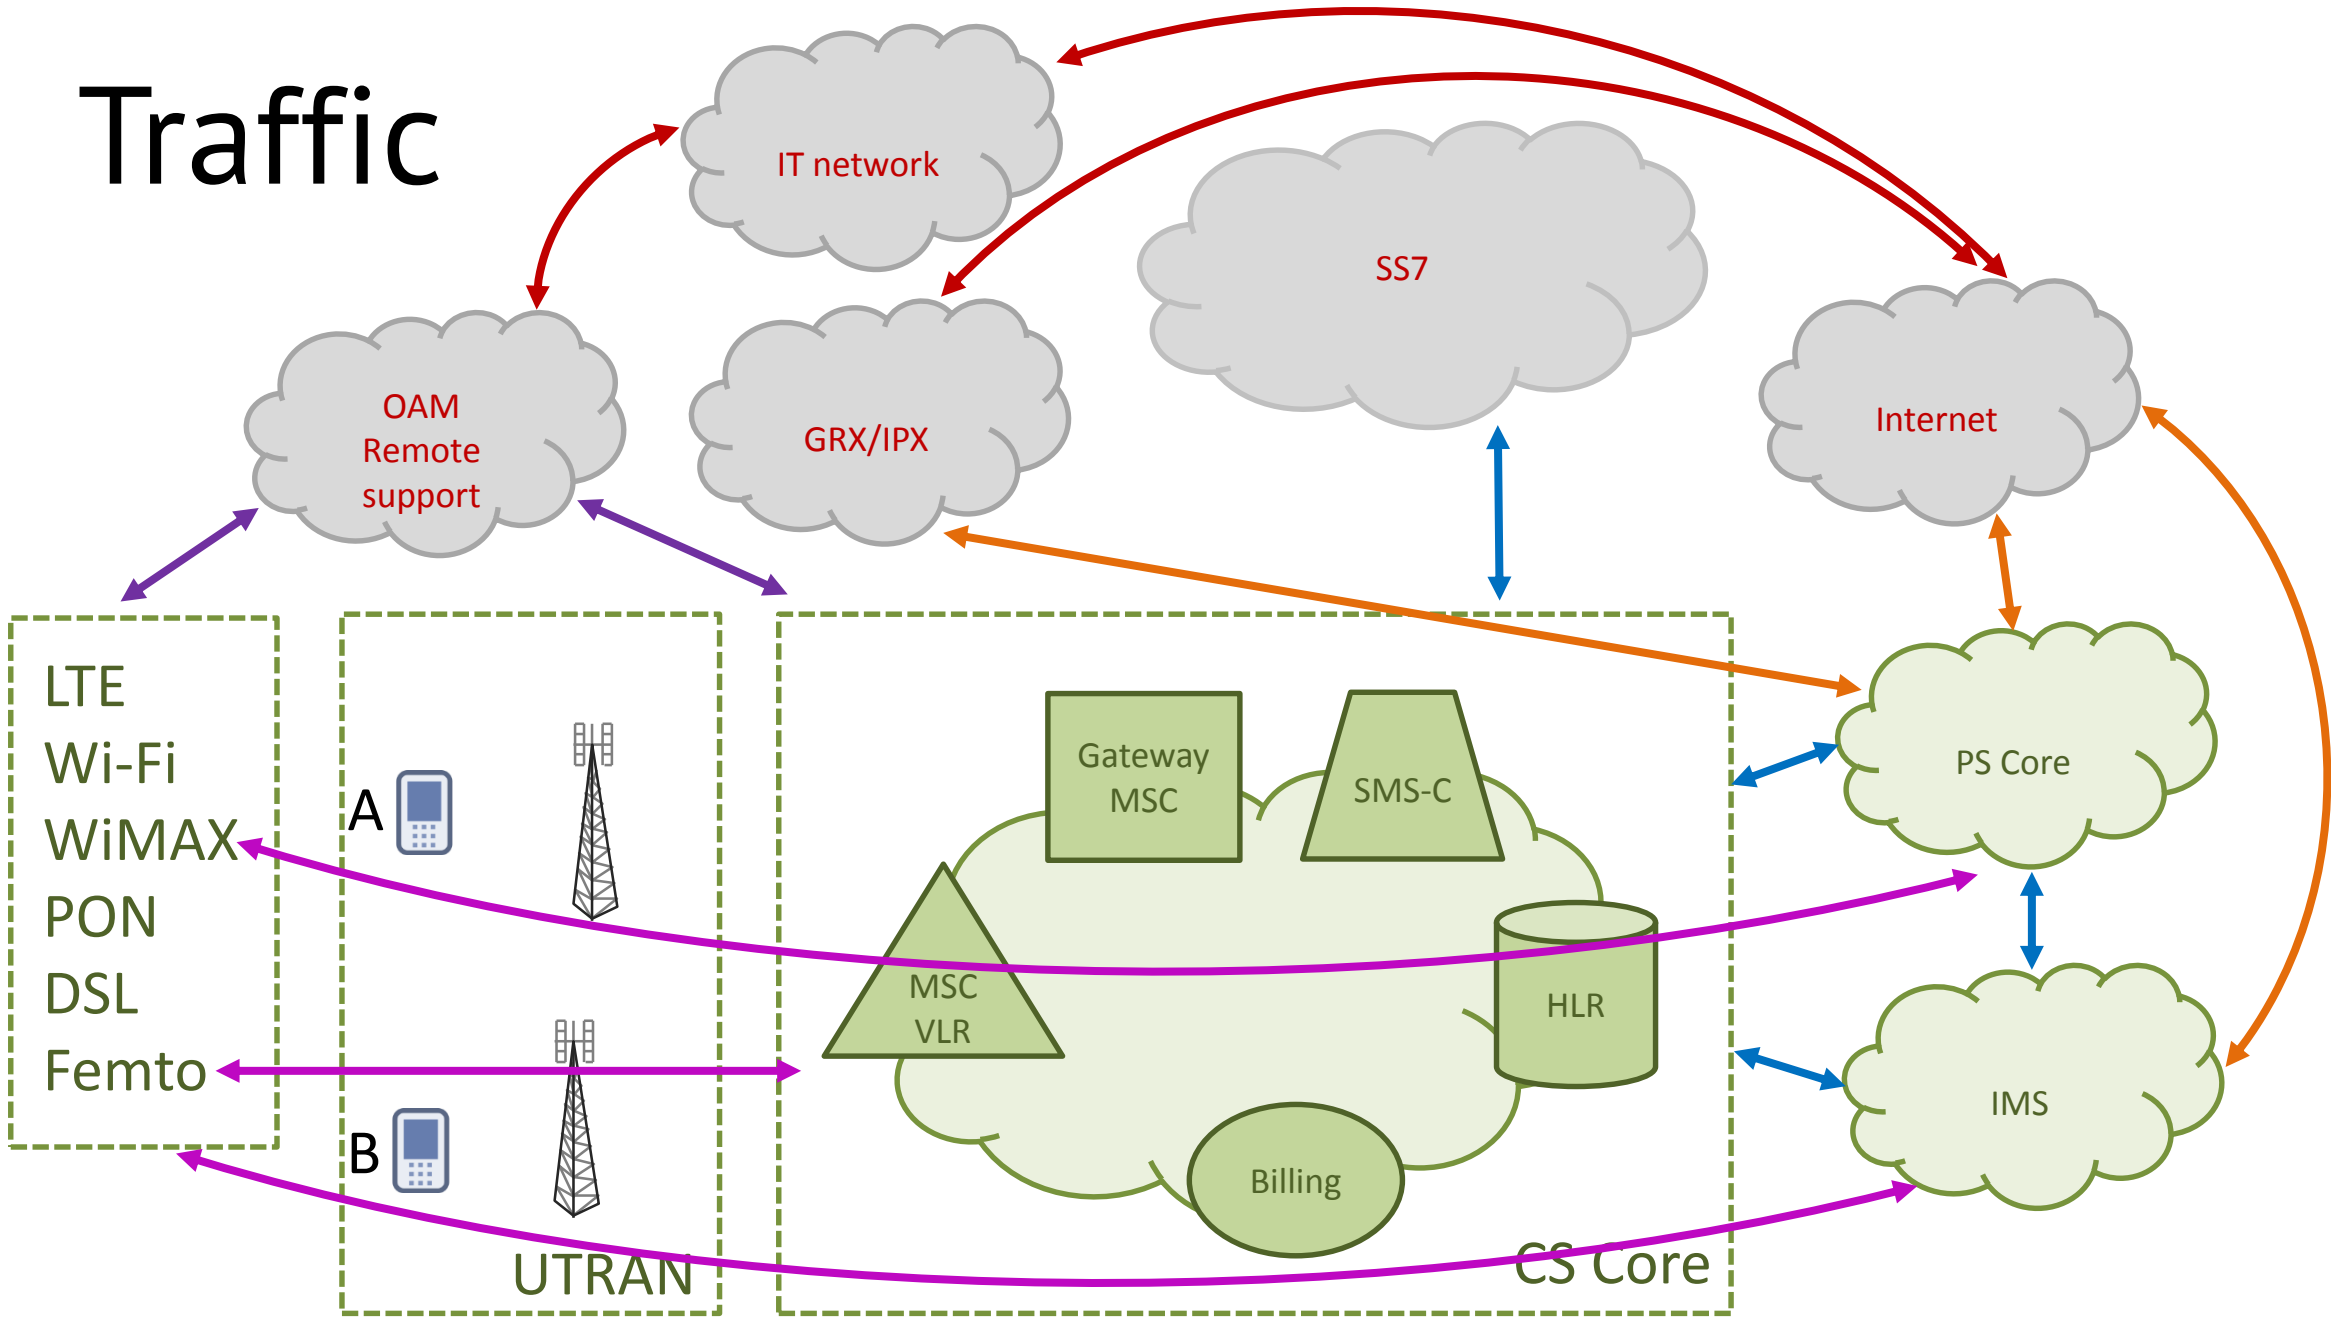 Traffic
IT network
SS7
OAM
Remote
support
GRX/IPX
Internet
LTE
Wi-Fi
WiMAX
PON
DSL
Femto
A
B
UTRAN
Gateway
MSC
SMS-C
MSC
VLR
HLR
Billing
CS Core
PS Core
IMS